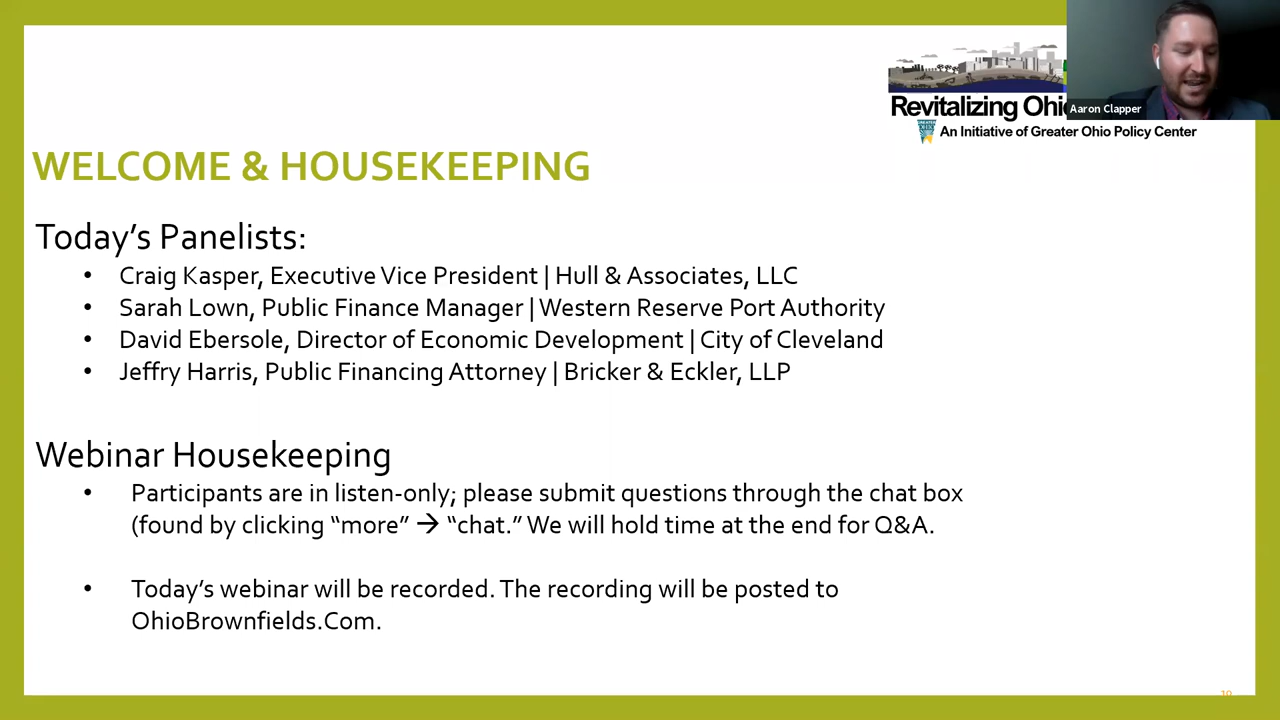 Aaron Clapper
Revitalizing
An Initiative of Greater Ohio Policy Center
WELCOME & HOUSEKEEPING
Today's Panelists:
• Craig Kasper, Executive Vice President | Hull & Associates, LLC
• Sarah Lown, Public Finance Manager | Western Reserve Port Authority
• David Ebersole, Director of Economic Development | City of Cleveland
• Jeffry Harris, Public Financing Attorney | Bricker & Eckler, LLP
Webinar Housekeeping
• Participants are in listen-only; please submit questions through the chat box
(found by clicking “more” → “chat.” We will hold time at the end for Q&A.
• Today's webinar will be recorded. The recording will be posted to
OhioBrownfields.Com.